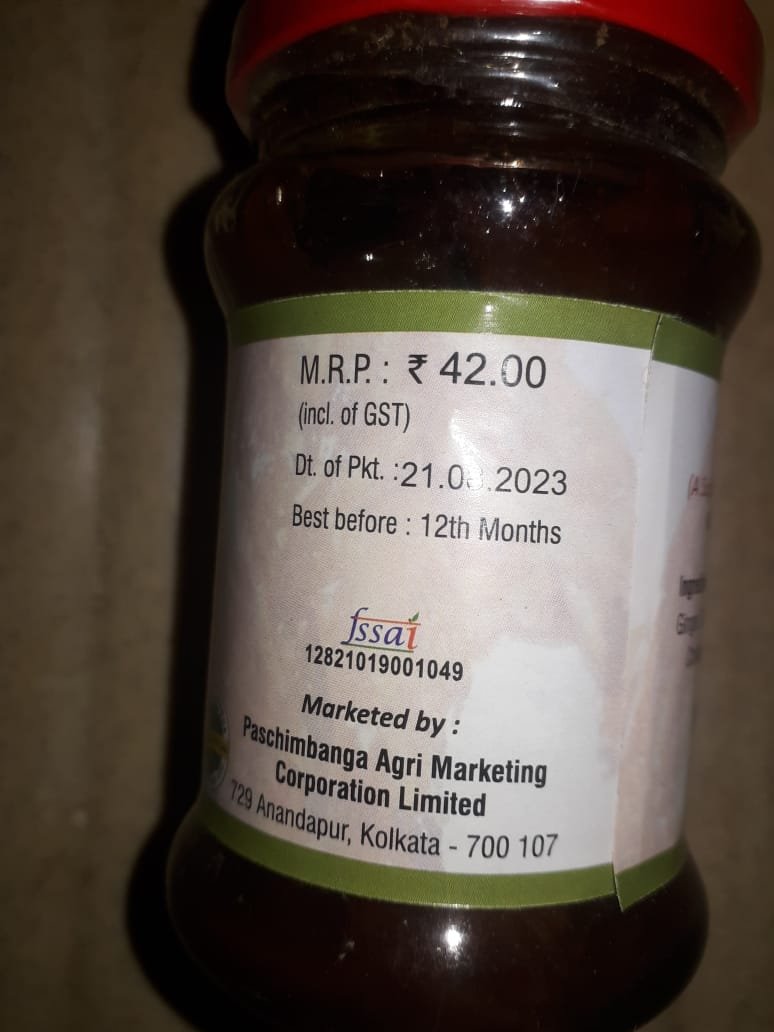 M.R.P. : ₹ 42.00
(incl. of GST)
Dt. of Pkt. :
Best before : 12th Months
fssai
12821019001049
Marketed by :
Paschimbanga Agri Marketing
Corporation Limited
729 Anandapur, Kolkata - 700 107